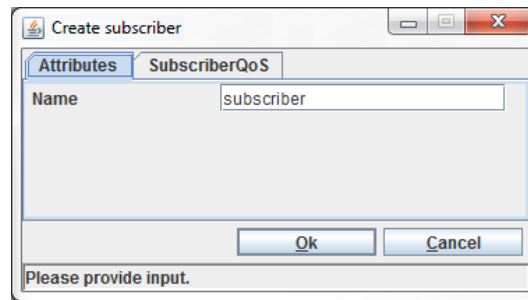 Create subscriber
Attributes SubscriberQoS
Name subscriber
Ok Cancel
Please provide input.